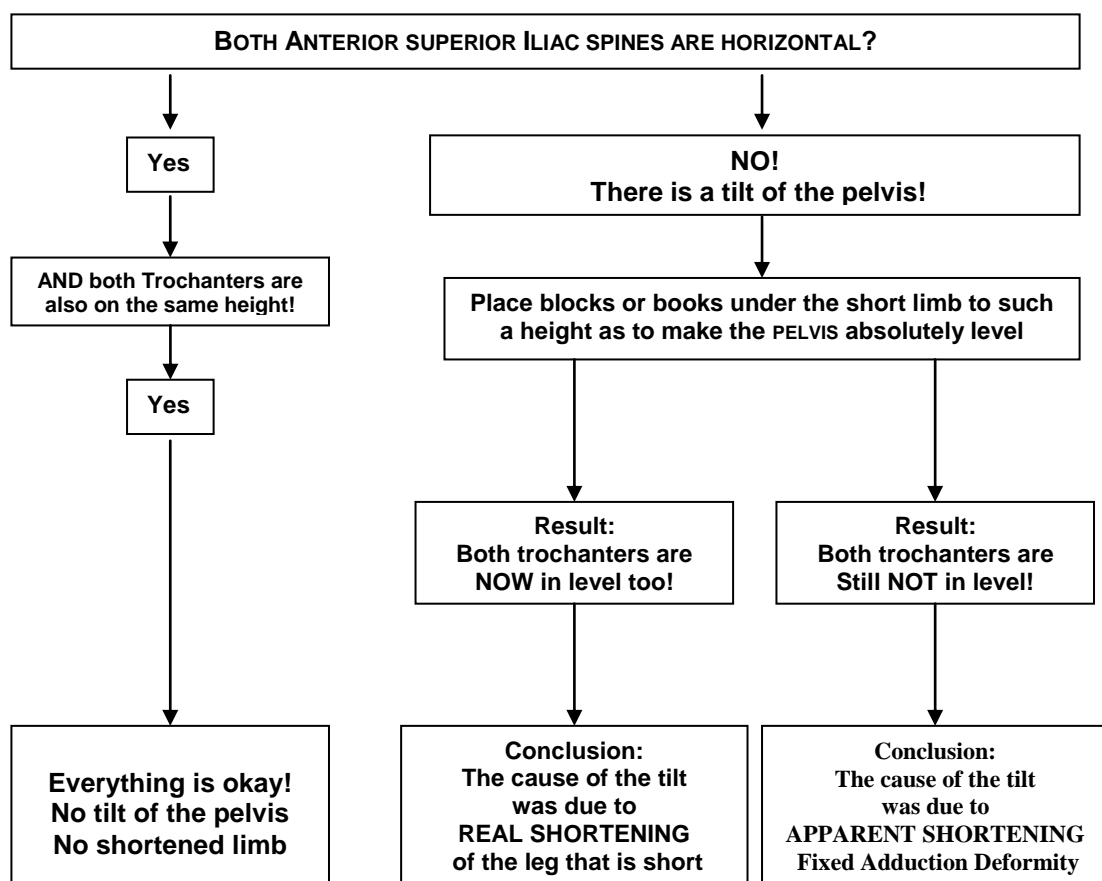 BOTH ANTERIOR SUPERIOR ILIAC SPINES ARE HORIZONTAL?
Yes
NO!
There is a tilt of the pelvis!
AND both Trochanters are
also on the same height!
Place blocks or books under the short limb to such
a height as to make the PELVIS absolutely level
Yes
Result:
Both trochanters are
NOW in level too!
Result:
Both trochanters are
Still NOT in level!
Everything is okay!
No tilt of the pelvis
No shortened limb
Conclusion:
The cause of the tilt
was due to
REAL SHORTENING
of the leg that is short
Conclusion:
The cause of the tilt
was due to
APPARENT SHORTENING
Fixed Adduction Deformity